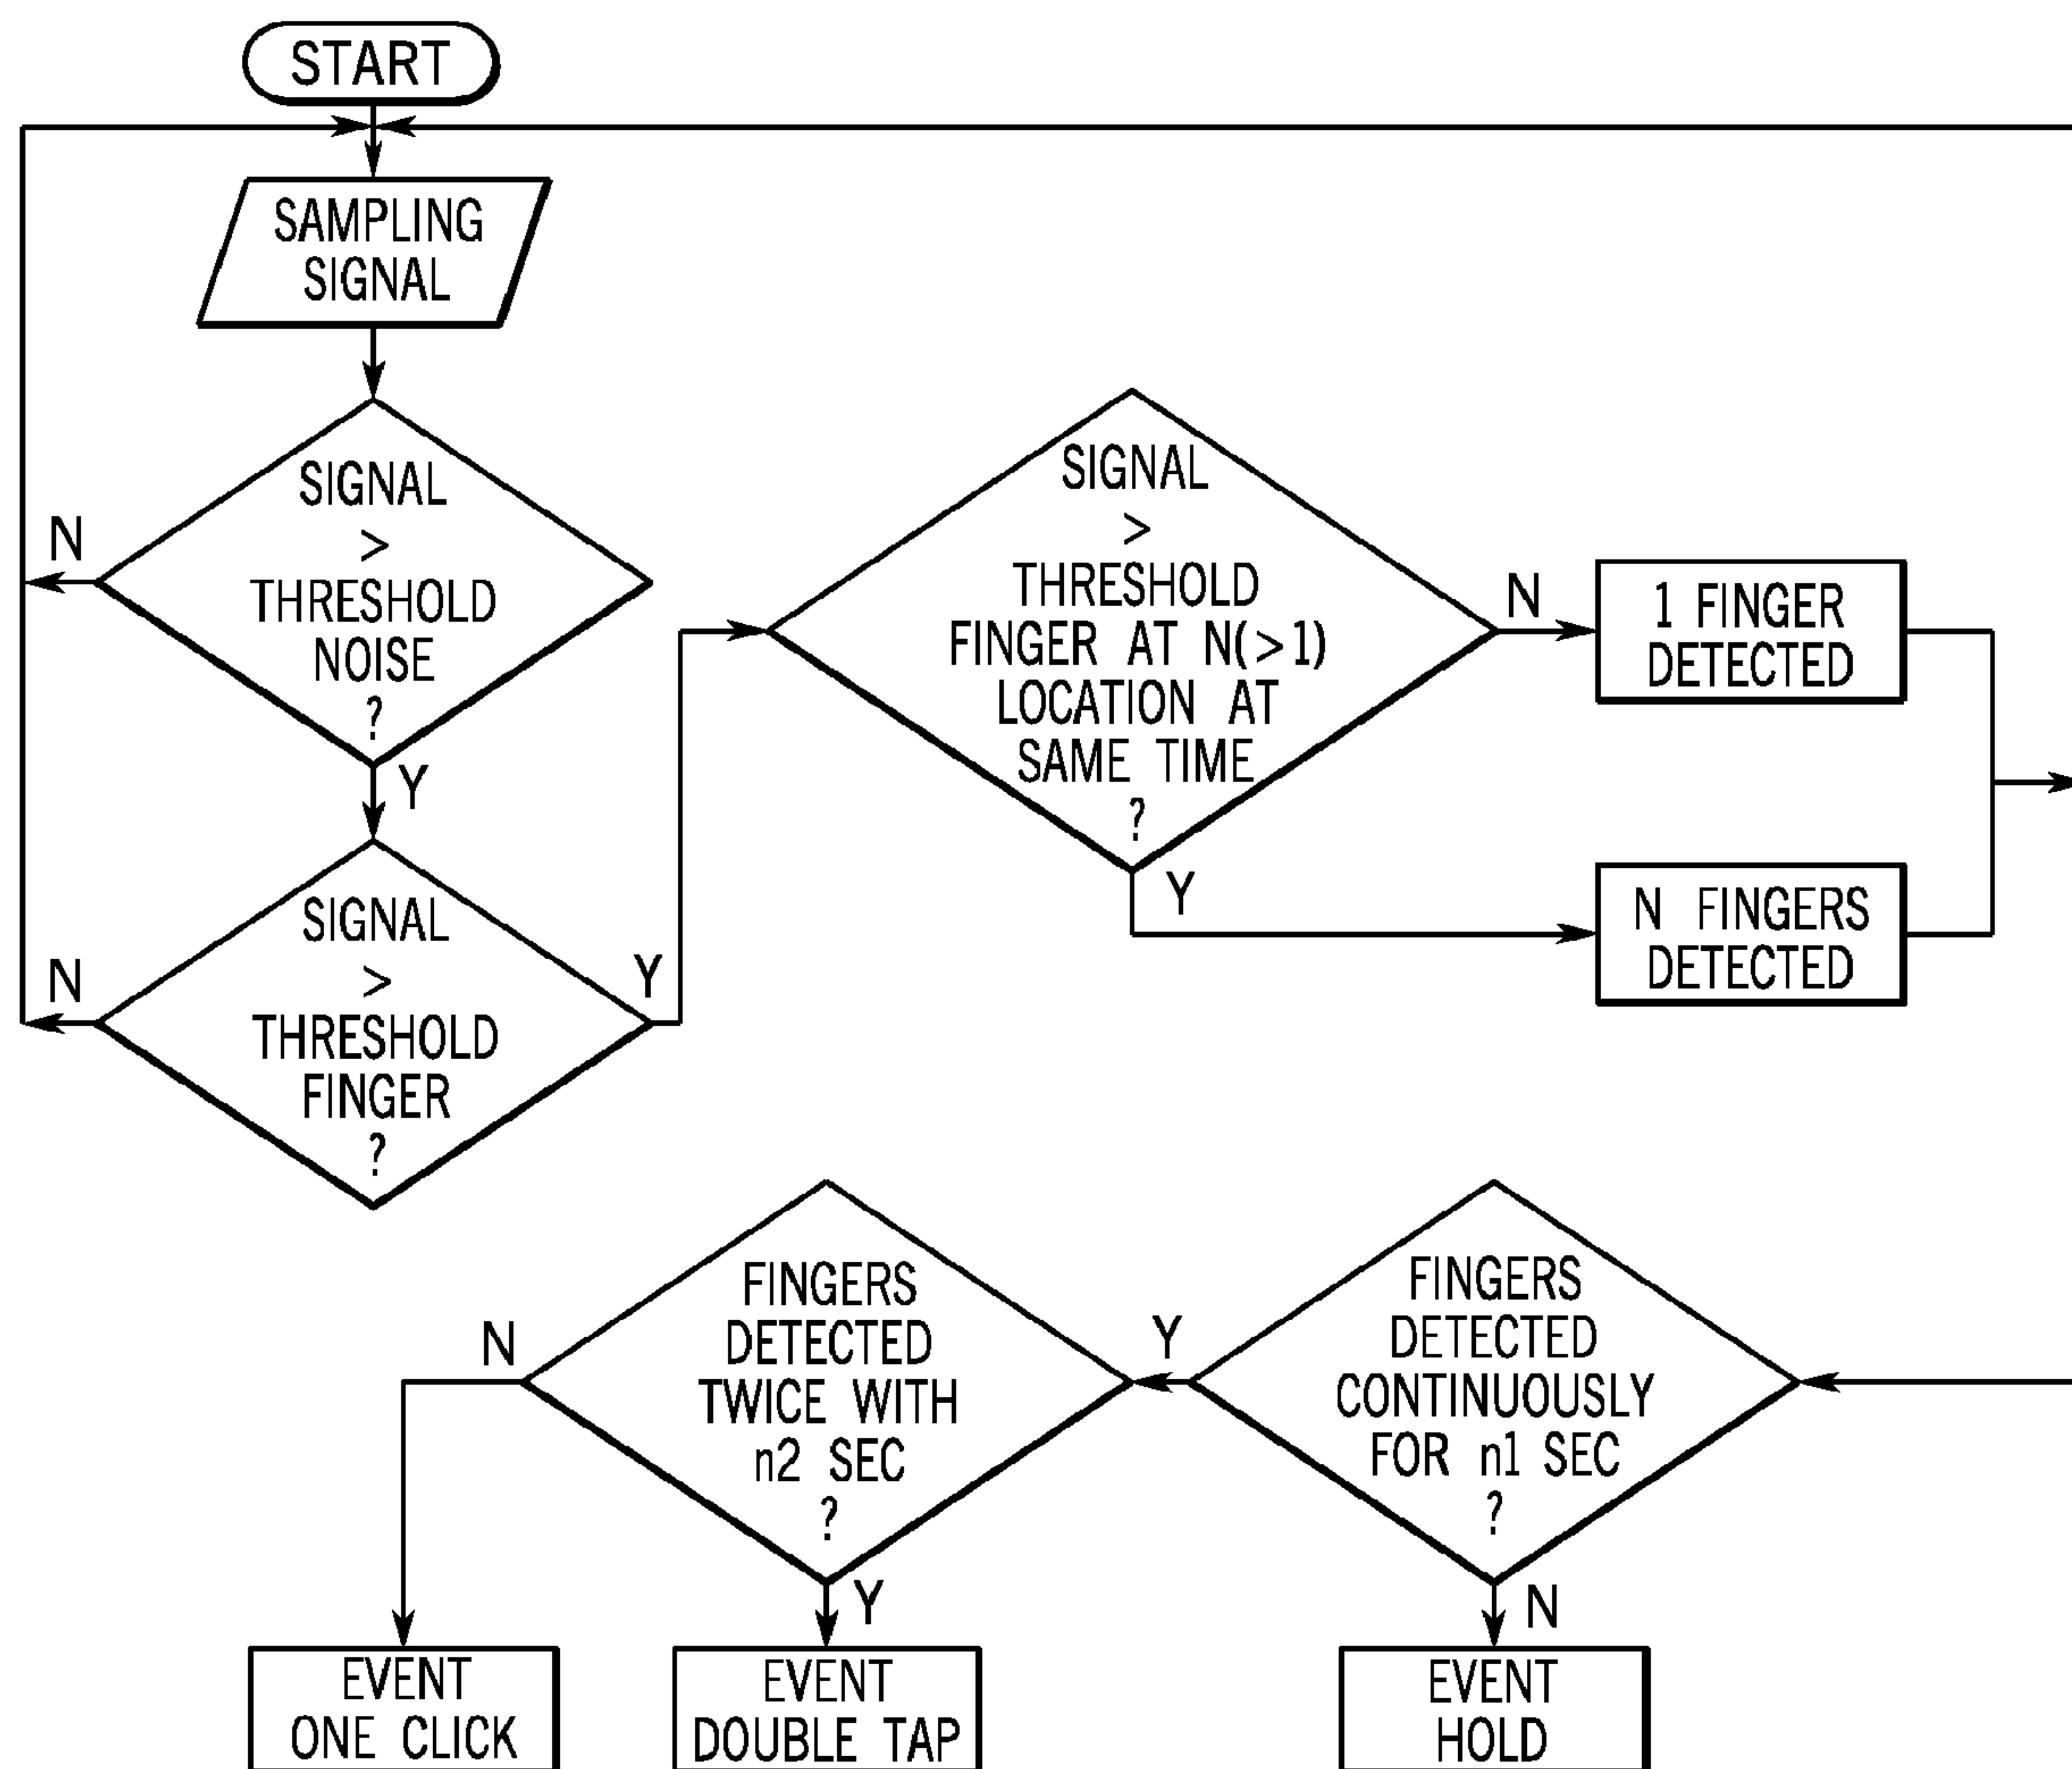 START
SAMPLING
SIGNAL
SIGNAL
>
THRESHOLD
NOISE
?
N
Y
SIGNAL
>
THRESHOLD
FINGER
?
N
Y
SIGNAL
>
THRESHOLD
FINGER AT N(>1)
LOCATION AT
SAME TIME
?
N
Y
1 FINGER
DETECTED
N FINGERS
DETECTED
FINGERS
DETECTED
CONTINUOUSLY
FOR n1 SEC
?
Y
N
FINGERS
DETECTED
TWICE WITH
n2 SEC
?
N
Y
EVENT
ONE CLICK
EVENT
DOUBLE TAP
EVENT
HOLD